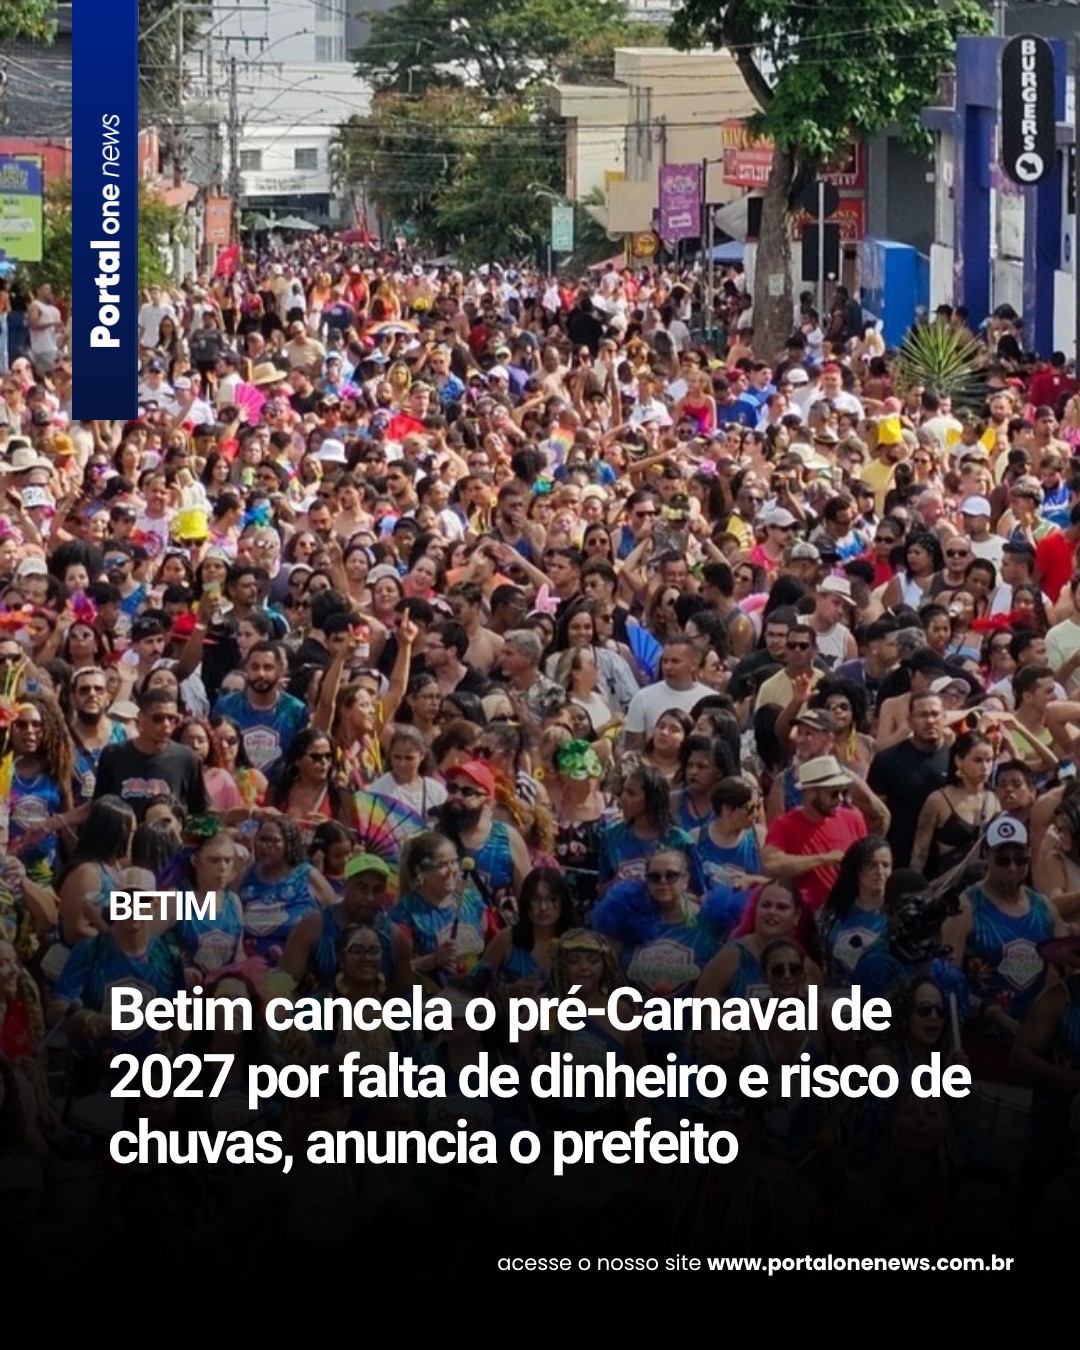 Portal one news
BURGERS
BETIM
Betim cancela o pré-Carnaval de
2027 por falta de dinheiro e risco de
chuvas, anuncia o prefeito
acesse o nosso site www.portalonenews.com.br